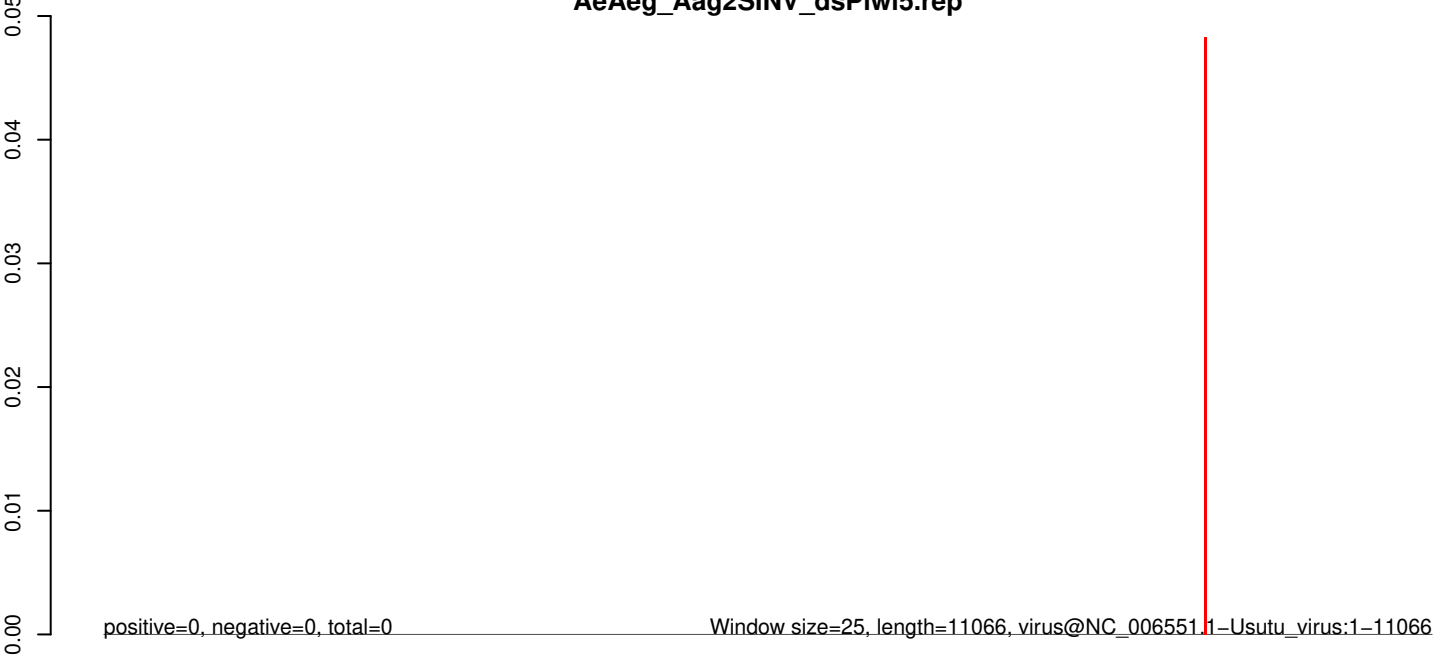 AeAeg_Aag2SINV_dsPiwi5.rep
0.05
0.04
0.03
0.02
0.01
0.00
positive=0, negative=0, total=0
Window size=25, length=11066, virus@NC_006551.1−Usutu_virus:1−11066